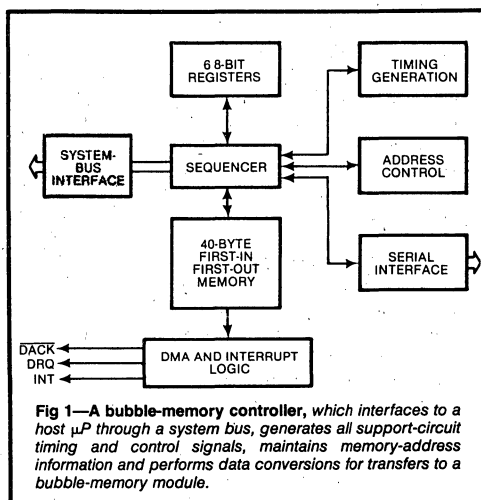 6 8-BIT
REGISTERS
TIMING
GENERATION
SYSTEM-
BUS
INTERFACE
SEQUENCER
ADDRESS
CONTROL
40-BYTE
FIRST-IN
FIRST-OUT
MEMORY
SERIAL
INTERFACE
DACK
DRQ
INT
DMA AND INTERRUPT
LOGIC
Fig 1—A bubble-memory controller, which interfaces to a
host μP through a system bus, generates all support-circuit
timing and control signals, maintains memory-address
information and performs data conversions for transfers to a
bubble-memory module.